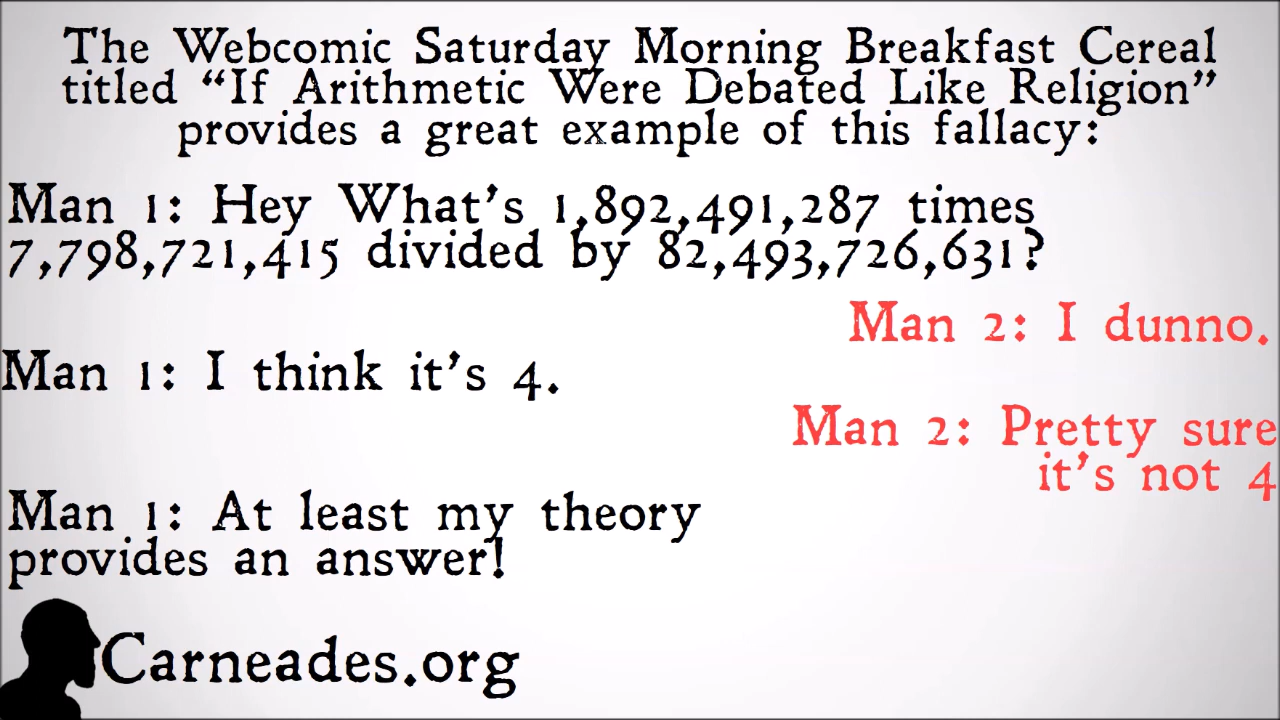 The Webcomic Saturday Morning Breakfast Cereal
titled “If Arithmetic Were Debated Like Religion”
provides a great example of this fallacy:
Man 1: Hey What's 1,892,491,287 times
7,798,721,415 divided by 82,493,726,631?
Man 2: I dunno.
Man 1: I think it's 4.
Man 2: Pretty sure
it's not 4
Man 1: At least my theory
provides an answer!
Carneades.org